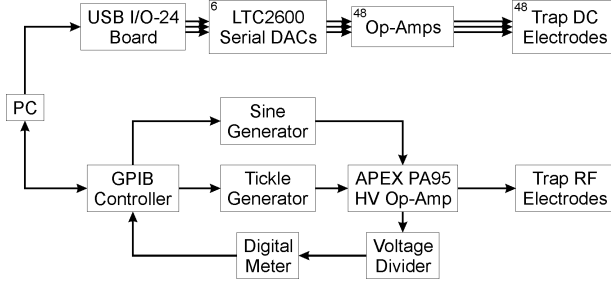 USB I/O-24
Board
6
LTC2600
Serial DACs
48
Op-Amps
48
Trap DC
Electrodes
PC
Sine
Generator
GPIB
Controller
Tickle
Generator
APEX PA95
HV Op-Amp
Trap RF
Electrodes
Digital
Meter
Voltage
Divider